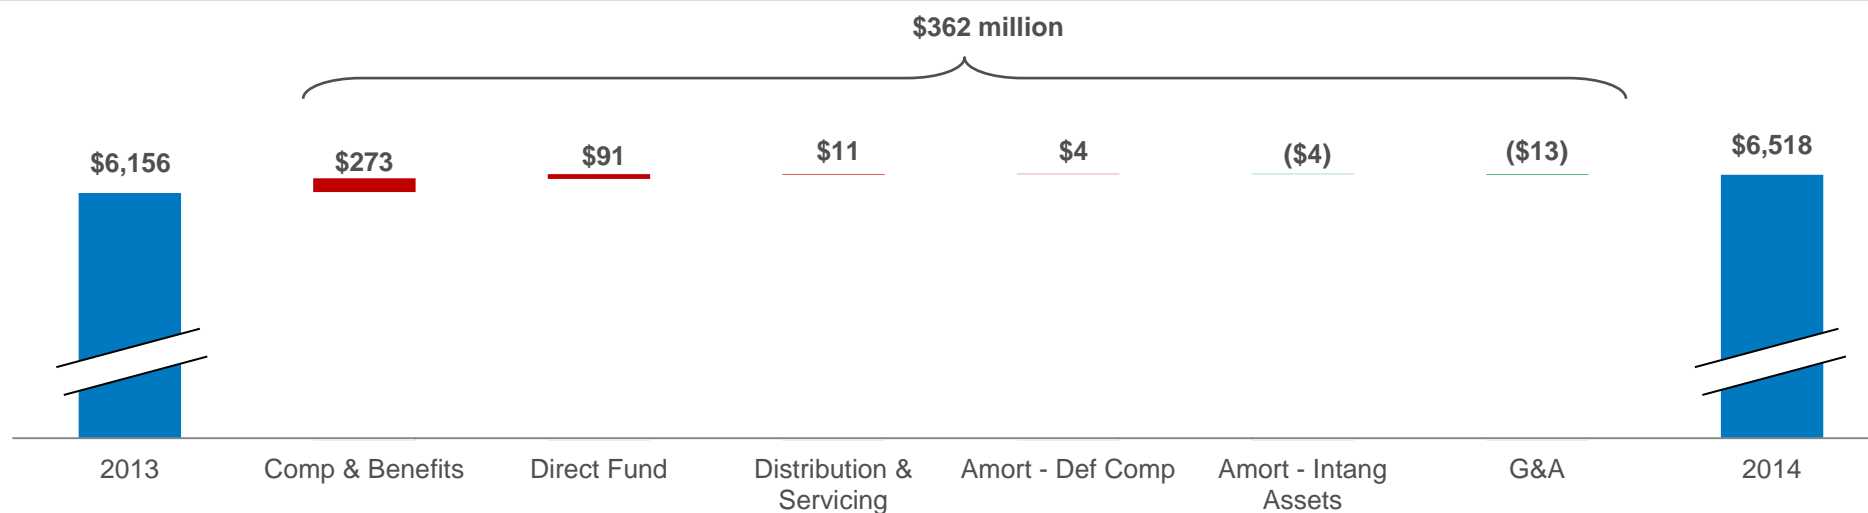 $362 million
$6,156
$273
$91
$11
$4
($4)
($13)
$6,518
2013
Comp & Benefits
Direct Fund
Distribution &
Servicing
Amort - Def Comp
Amort - Intang
Assets
G&A
2014